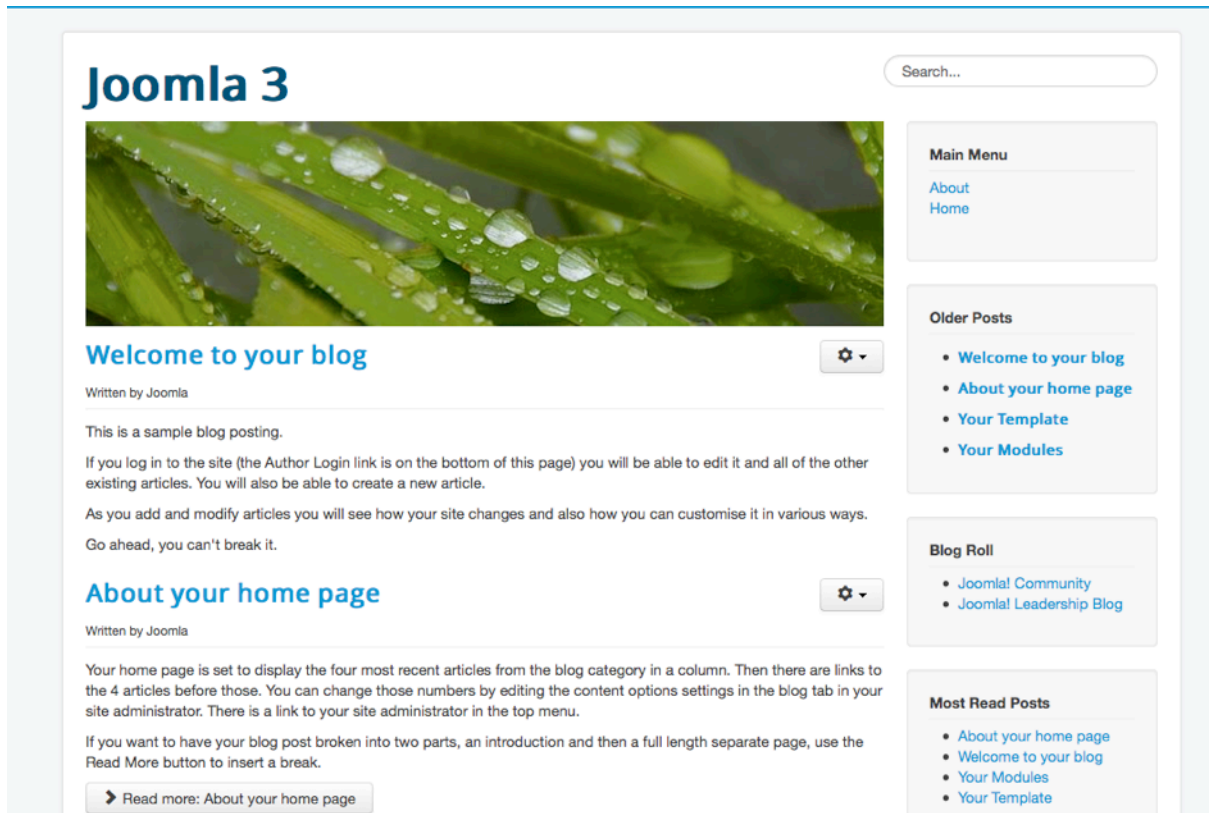 Joomla 3
Search...
Welcome to your blog
Written by Joomla
This is a sample blog posting.
If you log in to the site (the Author Login link is on the bottom of this page) you will be able to edit it and all of the other
existing articles. You will also be able to create a new article.
As you add and modify articles you will see how your site changes and also how you can customise it in various ways.
Go ahead, you can't break it.
About your home page
Written by Joomla
Your home page is set to display the four most recent articles from the blog category in a column. Then there are links to
the 4 articles before those. You can change those numbers by editing the content options settings in the blog tab in your
site administrator. There is a link to your site administrator in the top menu.
If you want to have your blog post broken into two parts, an introduction and then a full length separate page, use the
Read More button to insert a break.
Read more: About your home page
Main Menu
About
Home
Older Posts
Welcome to your blog
About your home page
Your Template
Your Modules
Blog Roll
Joomla! Community
Joomla! Leadership Blog
Most Read Posts
About your home page
Welcome to your blog
Your Modules
Your Template